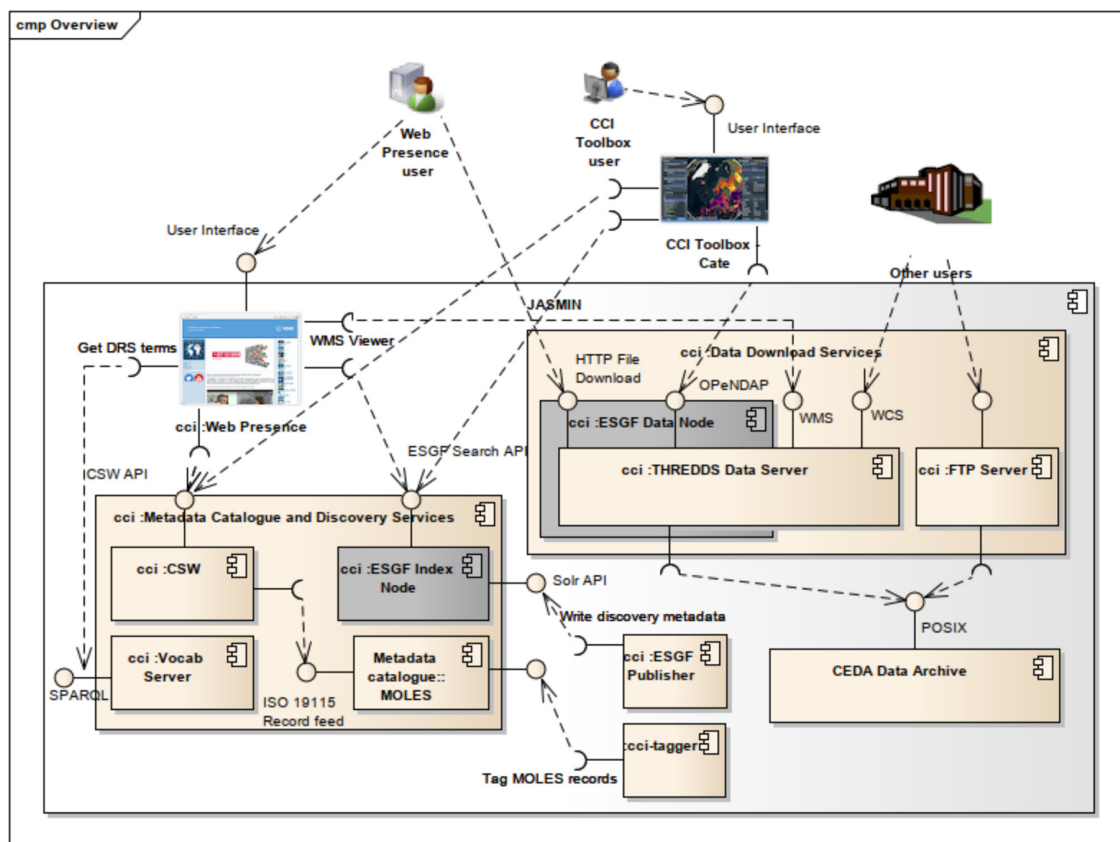 cmp Overview
Web
Presence
user
CCI
Toolbox
user
User Interface
CCI Toolbox -
Cate
Other users
User Interface
JASMIN
Get DRS terms
WMS Viewer
cci :Web Presence
cci :Data Download Services
HTTP File
Download
OPeNDAP
WMS
WCS
cci :ESGF Data Node
cci :THREDDS Data Server
cci :FTP Server
CSW API
ESGF Search API
cci :Metadata Catalogue and Discovery Services
cci :CSW
cci :ESGF Index
Node
Solr API
Write discovery metadata
POSIX
cci :Vocab
Server
SPARQL
ISO 19115
Record feed
Metadata
catalogue::
MOLES
cci :ESGF
Publisher
CEDA Data Archive
:cci-tagger
Tag MOLES records